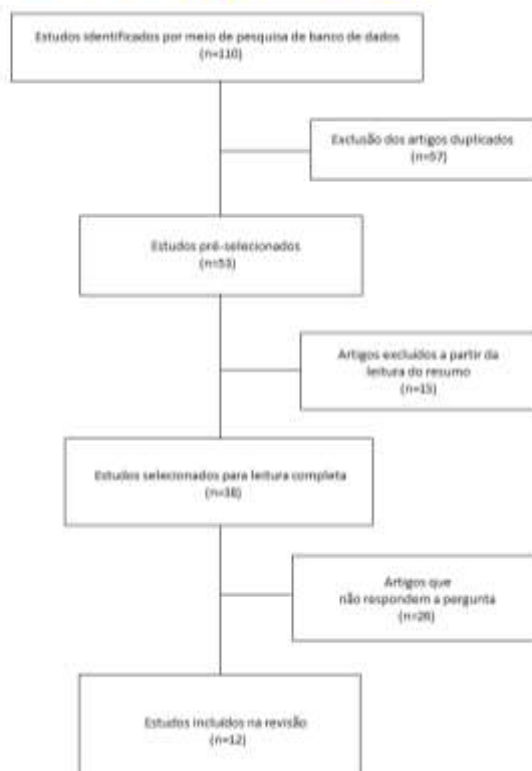 Estudos identificados por meio de pesquisa de banco de dados
(n=110)
Exclusão dos artigos duplicados
(n=57)
Estudos pré-selecionados
(n=53)
Artigos excluídos a partir da
leitura do resumo
(n=15)
Estudos selecionados para leitura completa
(n=38)
Artigos que
não respondem a pergunta
(n=26)
Estudos incluídos na revisão
(n=12)